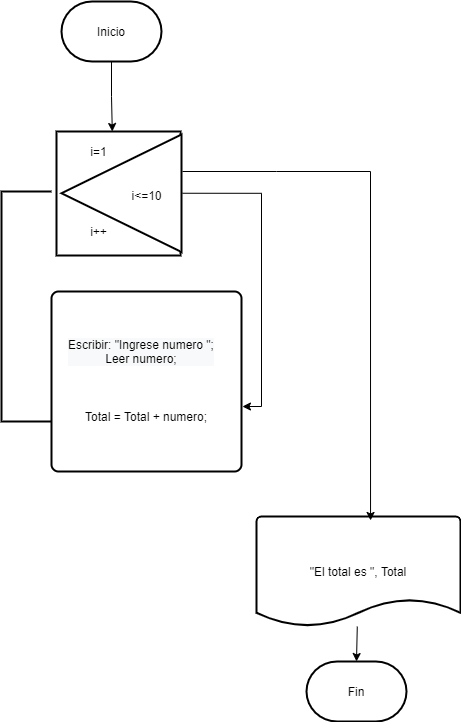 Inicio
i=1
i<=10
i++
Escribir: "Ingrese numero ";
Leer numero;
Total = Total + numero;
"El total es ", Total
Fin